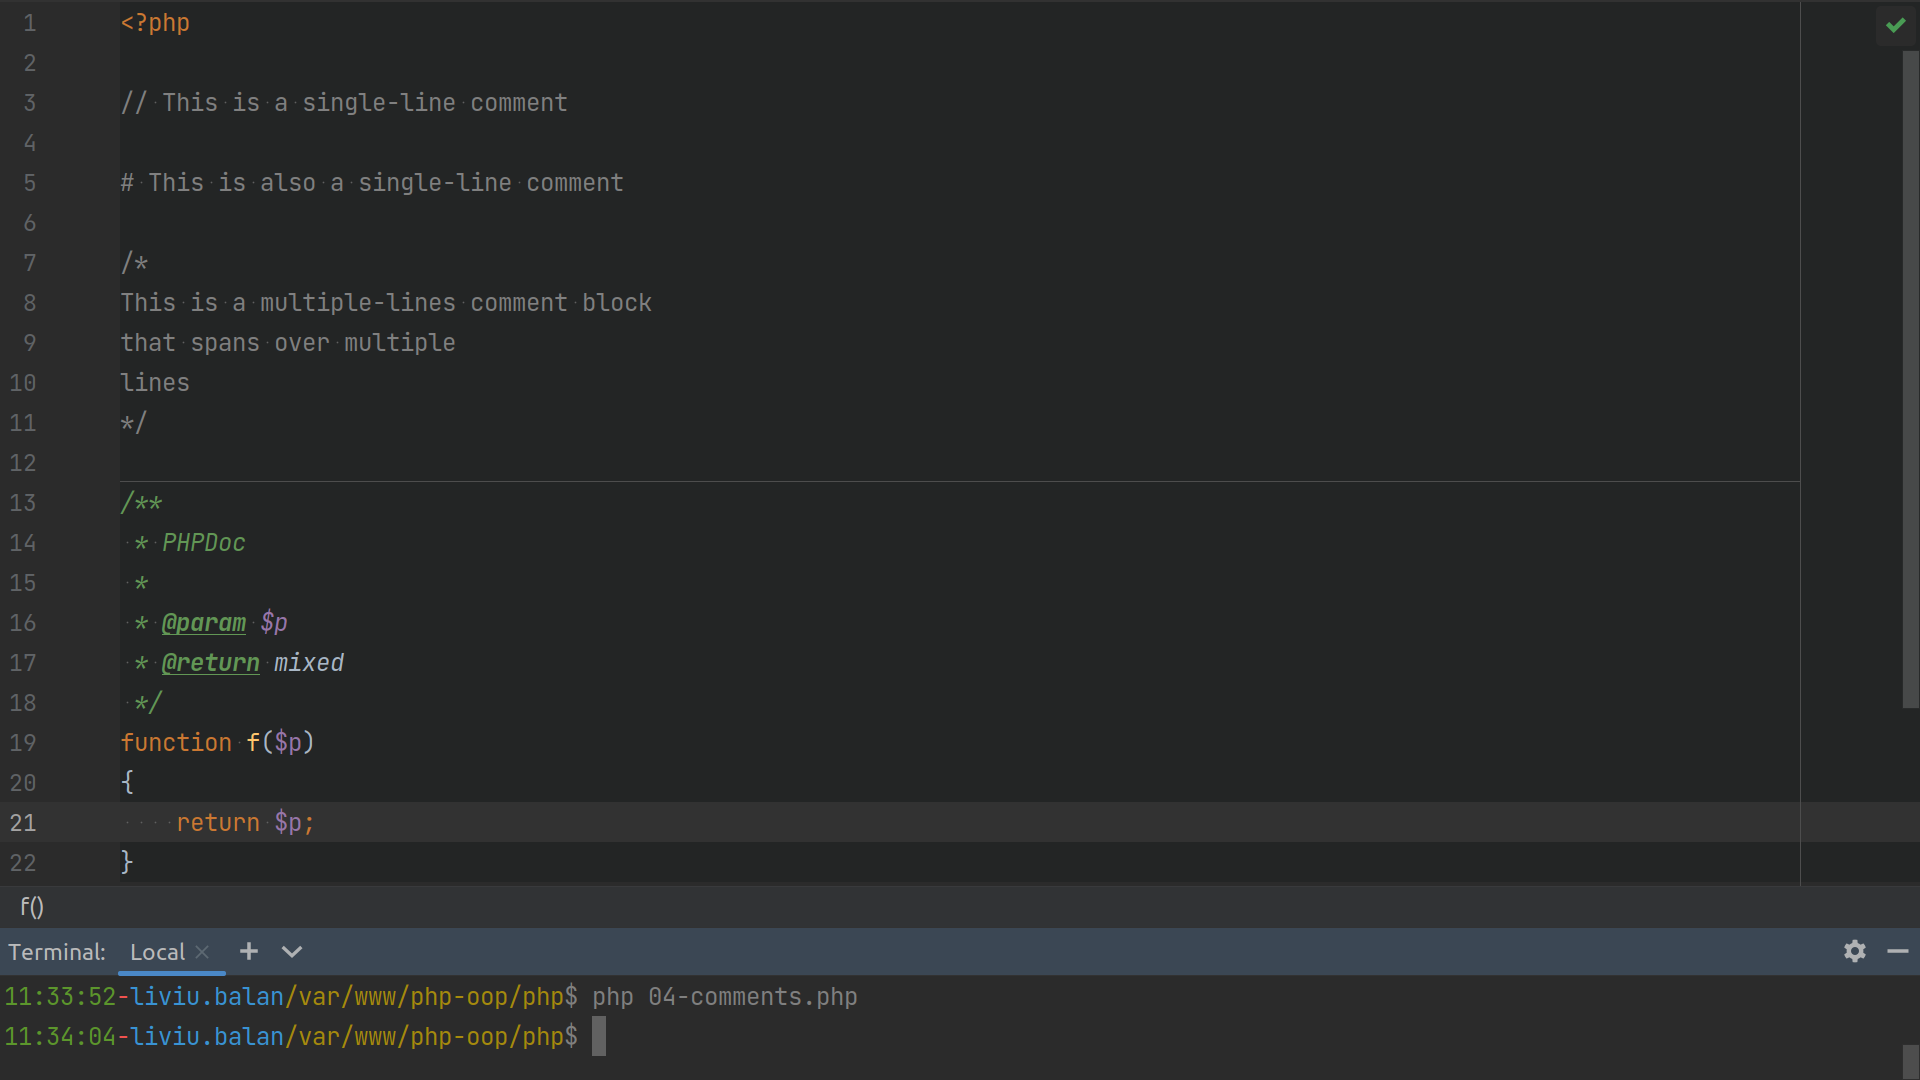 1 <?php
2
3 // This is a single-line comment
4
5 # This is also a single-line comment
6
7 /*
8 This is a multiple-lines comment block
9 that spans over multiple
10 lines
11 */
12
13 /**
14  * PHPDoc
15  *
16  * @param $p
17  * @return mixed
18  */
19 function f($p)
20 {
21     return $p;
22 }
f()
Terminal: Local
11:33:52-liviu.balan/var/www/php-oop/php$ php 04-comments.php
11:34:04-liviu.balan/var/www/php-oop/php$